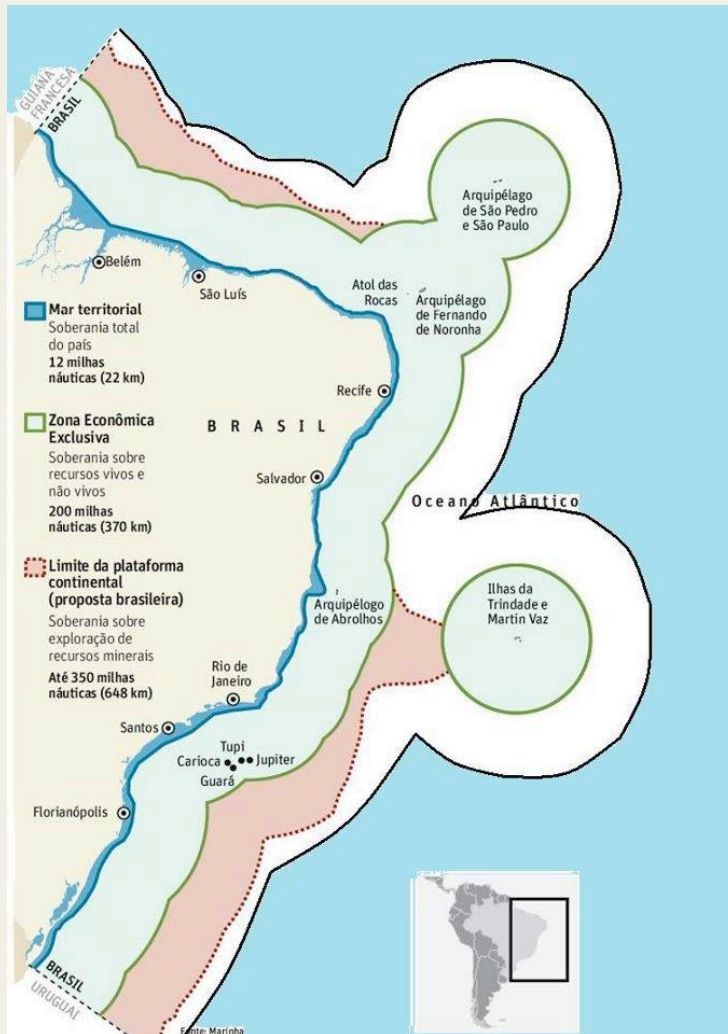 GUIANA
FRANCESA
BRASIL
Arquipélago
de São Pedro
e São Paulo
Belém
São Luís
Atol das
Rocas
Arquipélago
de Fernando
de Noronha
Mar territorial
Soberania total
do país
12 milhas
náuticas (22 km)
Recife
BRASIL
Zona Econômica
Exclusiva
Soberania sobre
recursos vivos e
não vivos
200 milhas
náuticas (370 km)
Salvador
Oceano Atlântico
Limite da plataforma
continental
(proposta brasileira)
Soberania sobre
exploração de
recursos minerais
Até 350 milhas
náuticas (648 km)
Arquipélogo
de Abrolhos
Ilhas da
Trindade e
Martin Vaz
Rio de
Janeiro
Santos
Tupi
Carioca
Jupiter
Guará
Florianópolis
BRASIL
URUGUAI
Fonte: Marinha